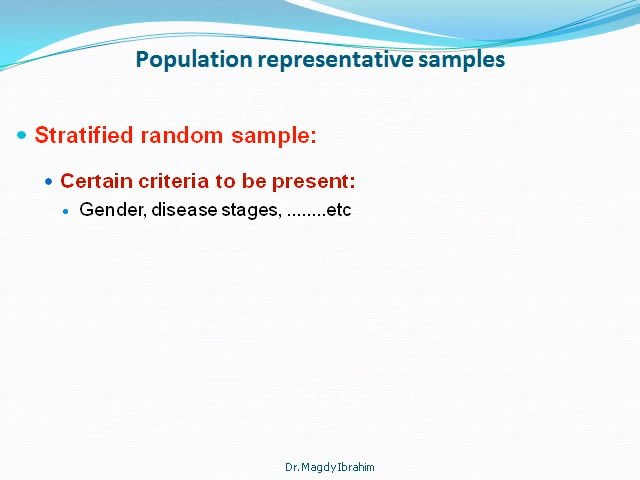 Population representative samples
Stratified random sample:
Certain criteria to be present:
Gender, disease stages, ........etc
Dr. Magdy Ibrahim